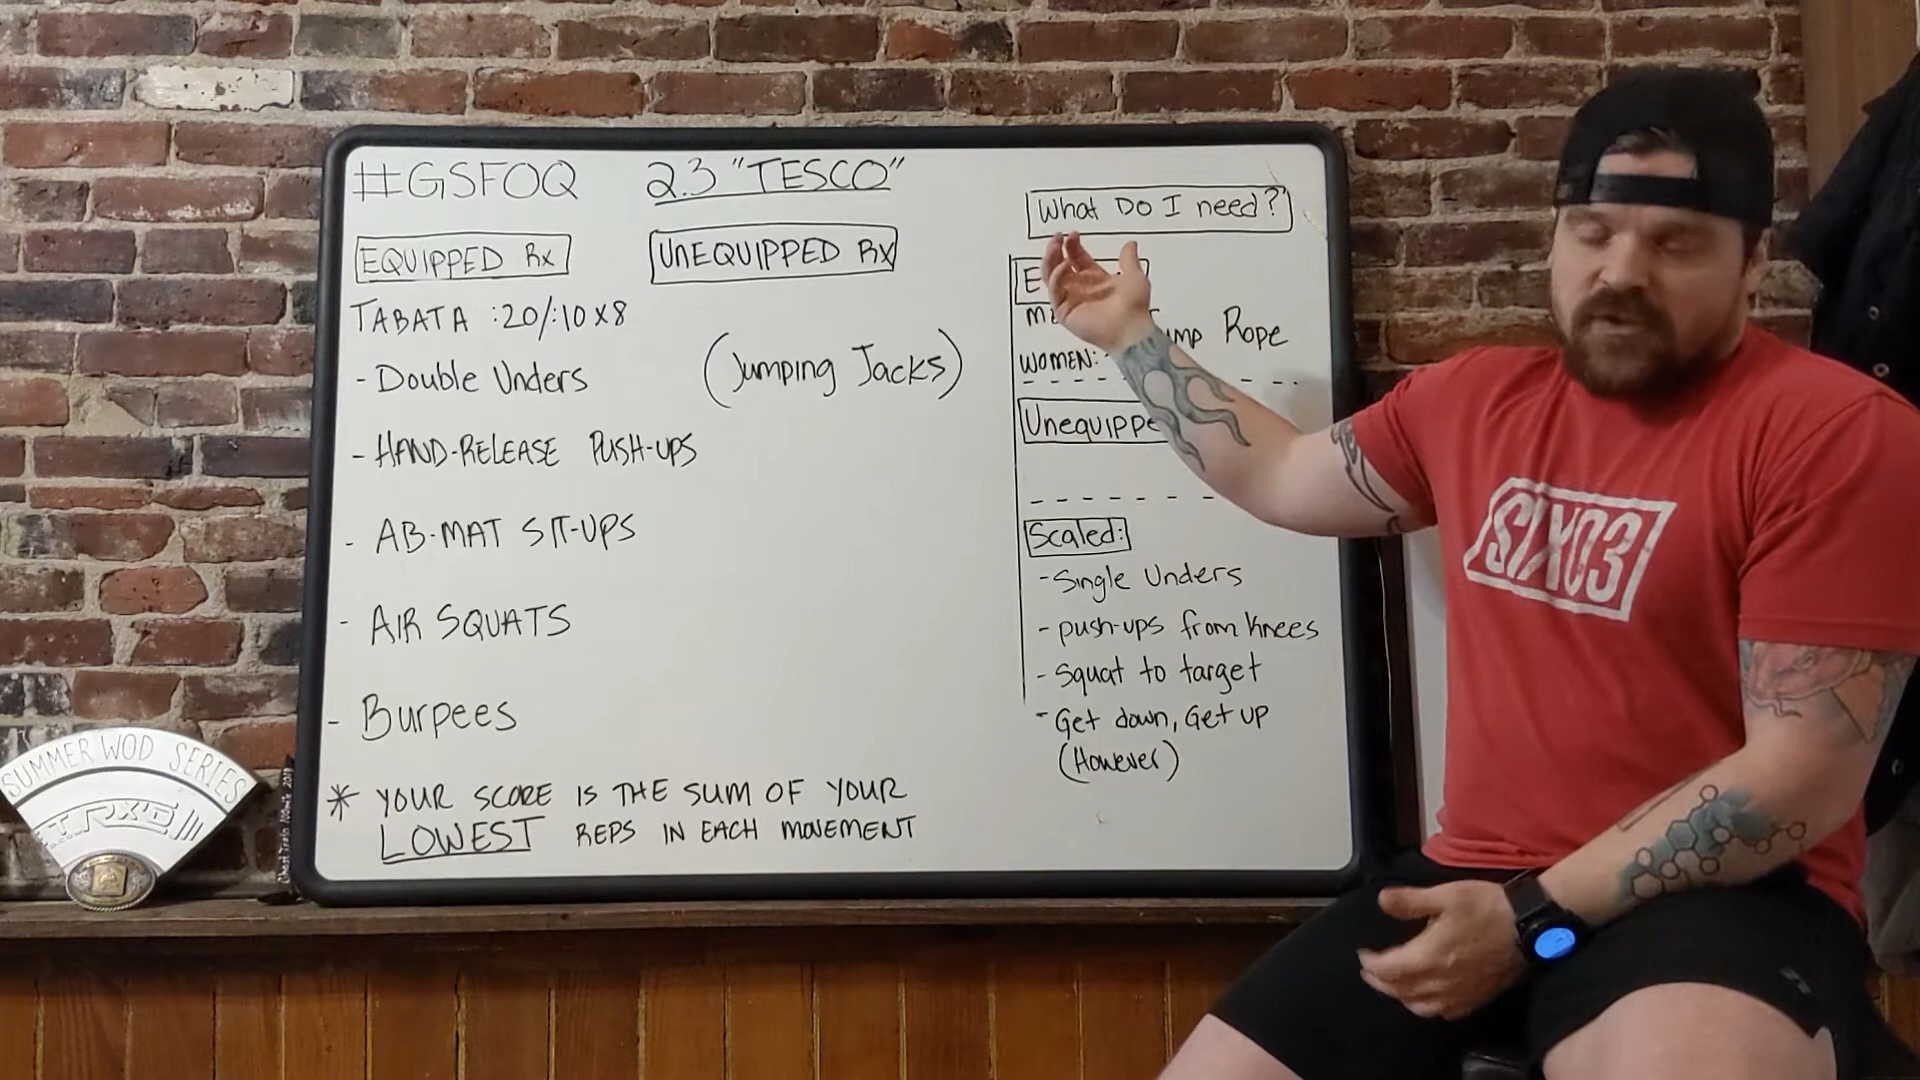 #GSFOQ 2.3 "TESCO"
EQUIPPED Rx
UNEQUIPPED Rx
TABATA :20/:10 x 8
- Double Unders (Jumping Jacks)
- HAND-RELEASE PUSH-UPS
- AB-MAT SIT-UPS
- AIR SQUATS
- Burpees
* YOUR SCORE IS THE SUM OF YOUR
LOWEST REPS IN EACH MOVEMENT
What Do I need?
Rope
WOMEN:
Scaled:
- Single Unders
- push-ups from knees
- Squat to target
- Get down, Get up
(However)
SIX03
SUMMER WOD SERIES